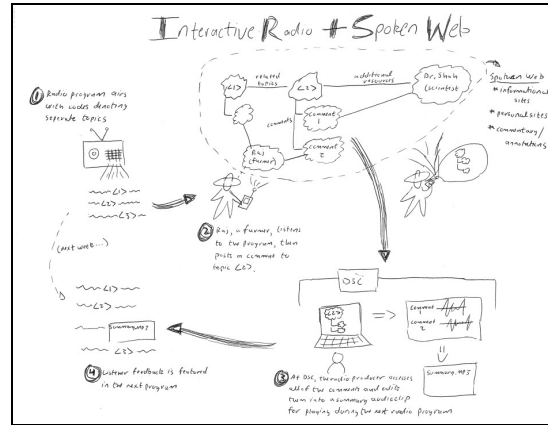 Interactive Radio + Spoken Web
① Radio program airs
with codes denoting
separate topics
<1>
related
topics
<2>
additional
resources
Dr. Shah
(scientist)
comments
comment
1
comment
2
Raj
(farmer)
Spoken Web
* informational
sites
* personal sites
* commentary/
annotations
~<1>~
~<2>~
~<3>~
② Raj, a farmer, listens
to the program, then
posts a comment to
topic <2>.
(next week...)
~<1>~
~<2>~
Summary.MP3
~<3>~
④ Listener feedback is featured
in the next program
DSC
<2>
=>
comment
1
comment
2
Summary.MP3
③ At DSC, the radio producer accesses
all of the comments and edits
them into a summary audio clip
for playing during the next radio program